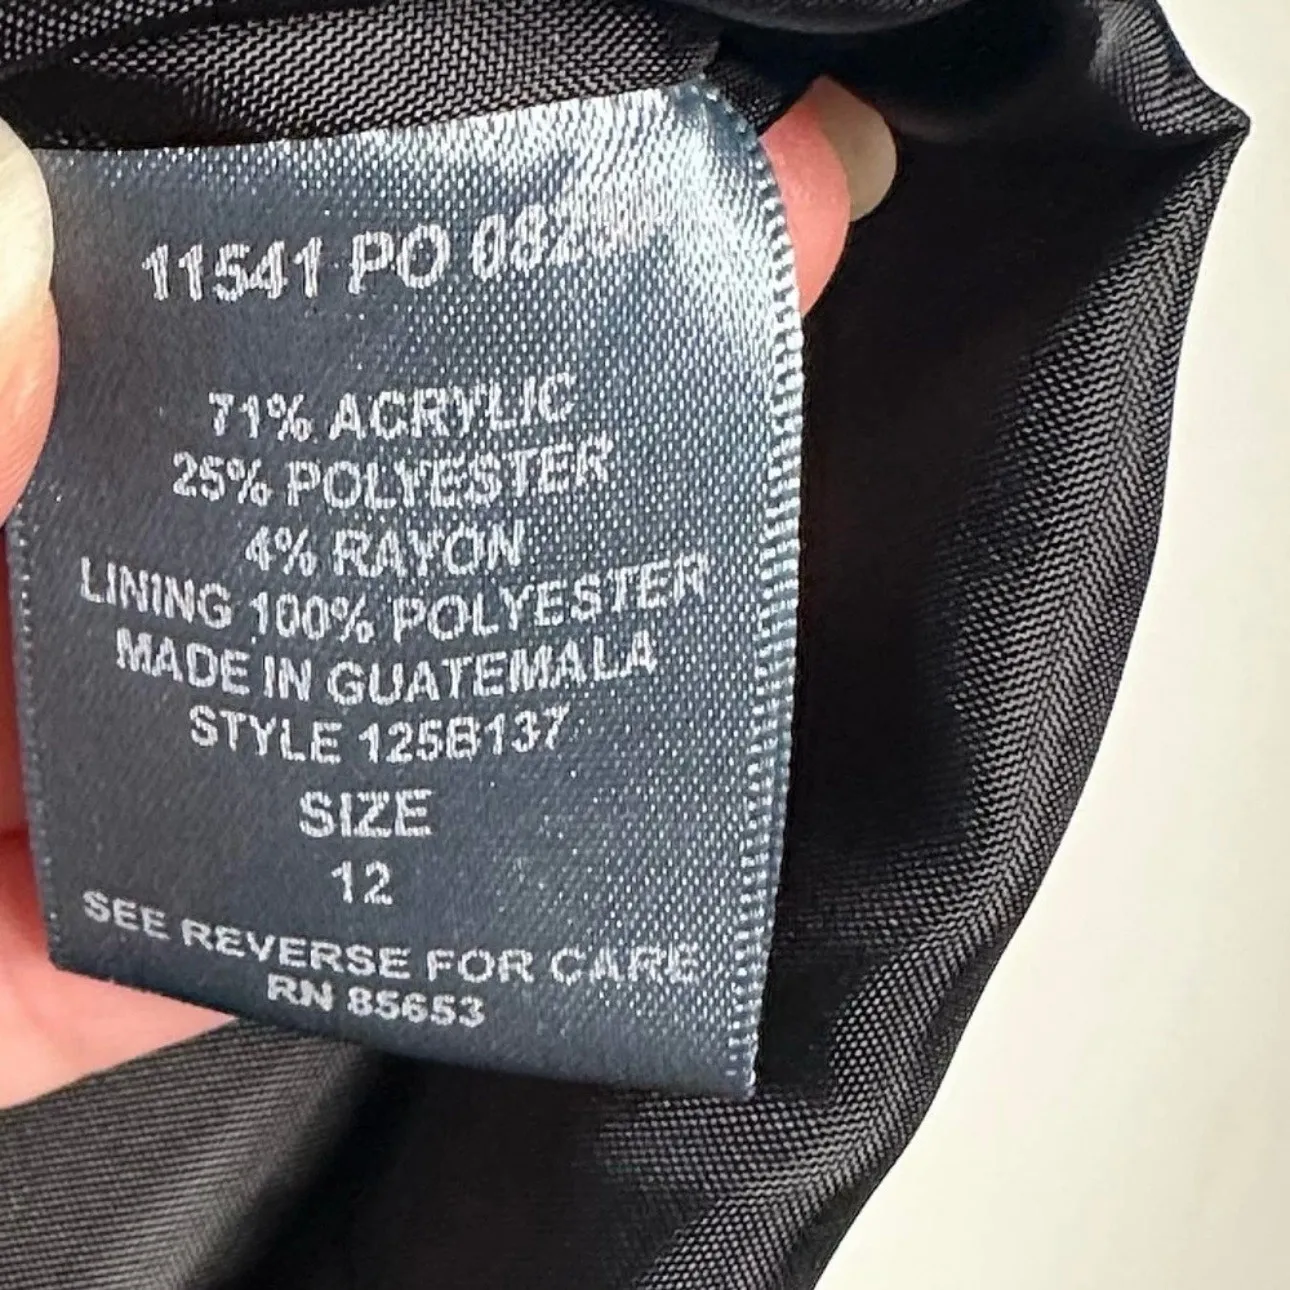 11541 PO
71% ACRYLIC
25% POLYESTER
4% RAYON
LINING 100% POLYESTER
MADE IN GUATEMALA
STYLE 125B137
SIZE
12
SEE REVERSE FOR CARE
RN 85653